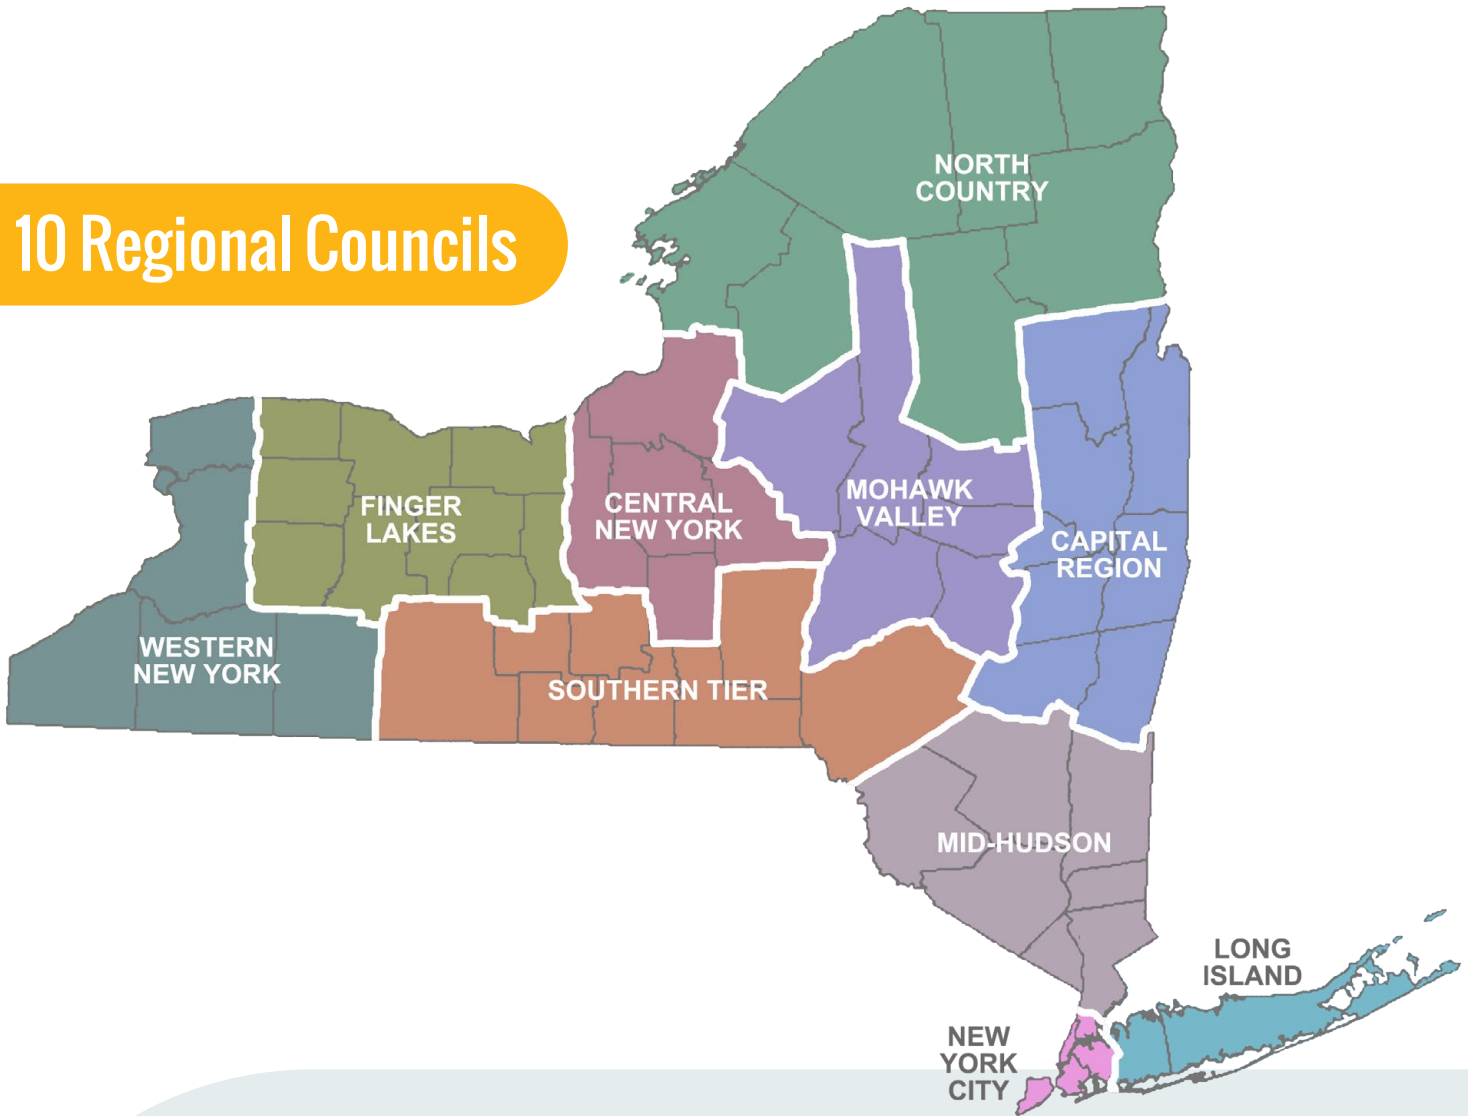 10 Regional Councils
NORTH
COUNTRY
FINGER
LAKES
CENTRAL
NEW YORK
MOHAWK
VALLEY
CAPITAL
REGION
WESTERN
NEW YORK
SOUTHERN TIER
MID-HUDSON
LONG
ISLAND
NEW
YORK
CITY